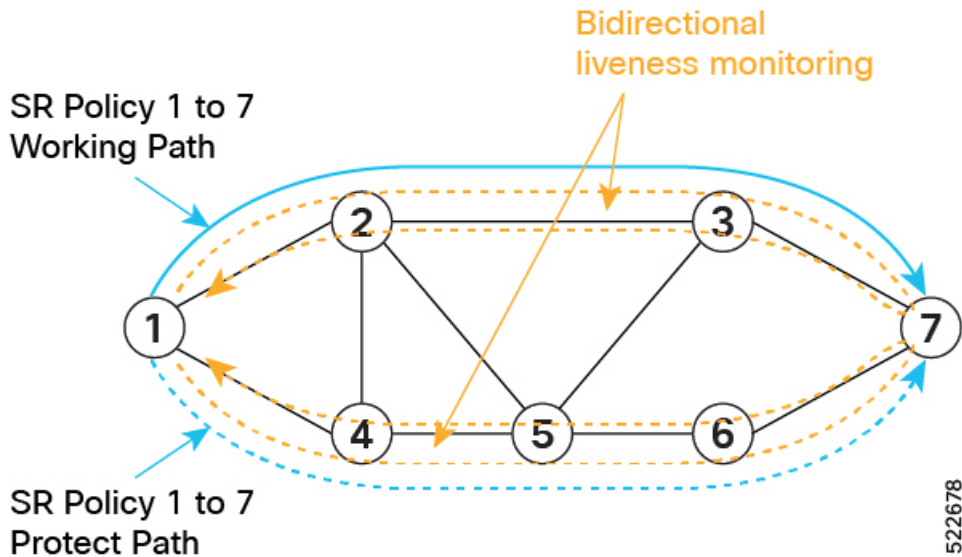 Bidirectional
liveness monitoring
SR Policy 1 to 7
Working Path
2
3
1
7
4
5
6
SR Policy 1 to 7
Protect Path
522678